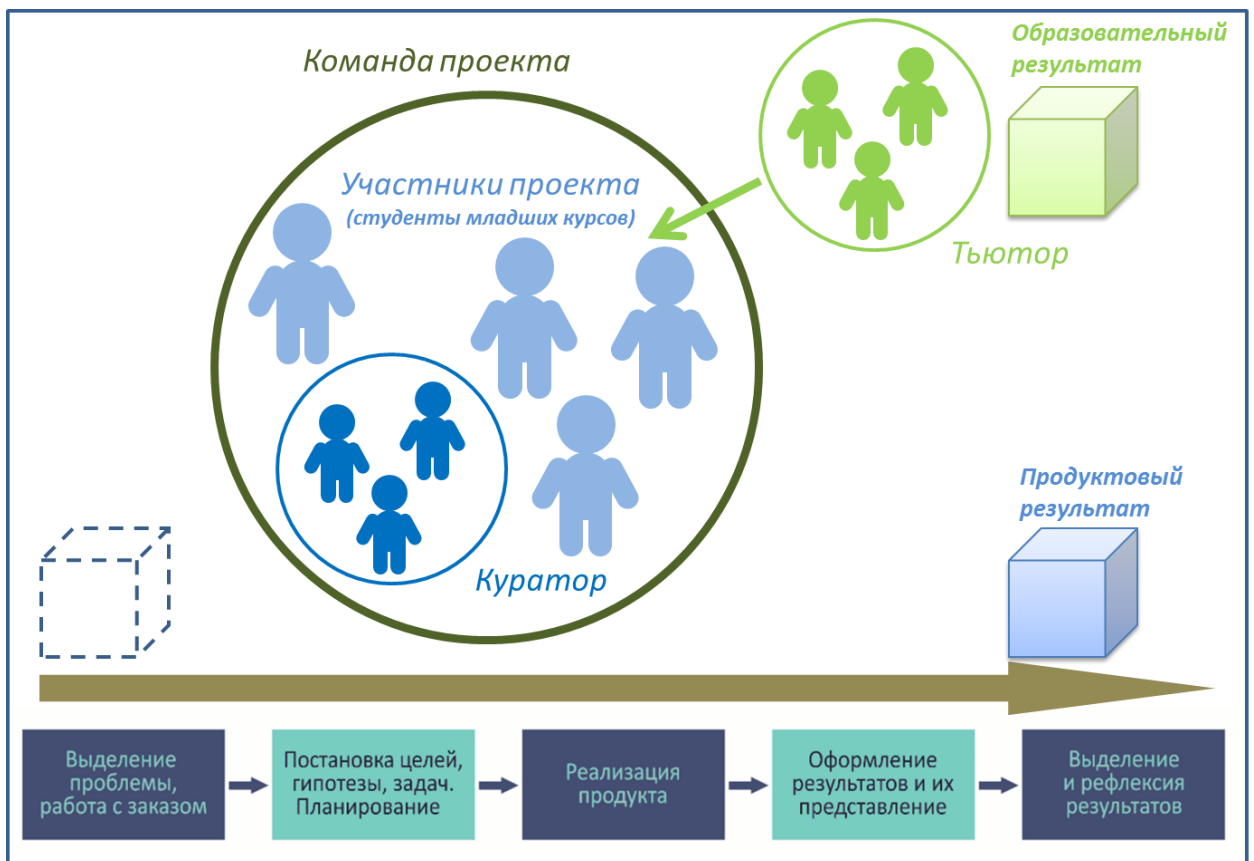 Команда проекта
Образовательный
результат
Участники проекта
(студенты младших курсов)
Тьютор
Продуктовый
результат
Куратор
Выделение
проблемы,
работа с заказом
Постановка целей,
гипотезы, задач.
Планирование
Реализация
продукта
Оформление
результатов и их
представление
Выделение
и рефлексия
результатов